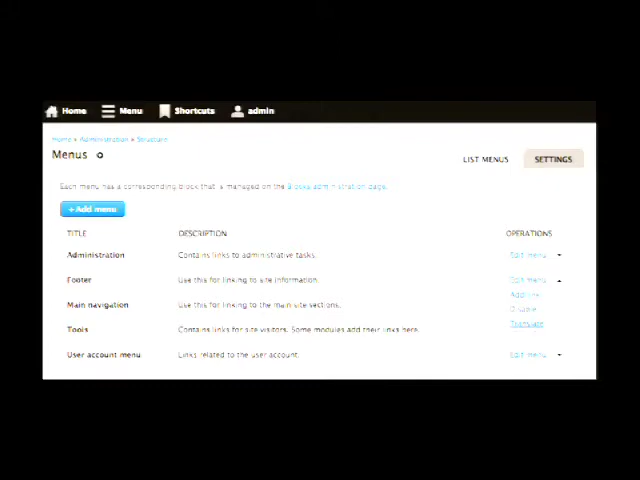 Home Menu Shortcuts admin
Home » Administration » Structure
Menus
LIST MENUS SETTINGS
Each menu has a corresponding block that is managed on the Blocks administration page.
+ Add menu
TITLE DESCRIPTION OPERATIONS
Administration Contains links to administrative tasks. Edit menu
Footer Use this for linking to site information. Edit menu
Add link
Main navigation Use this for linking to the main site sections.
Disable
Translate
Tools Contains links for site visitors. Some modules add their links here.
User account menu Links related to the user account. Edit menu